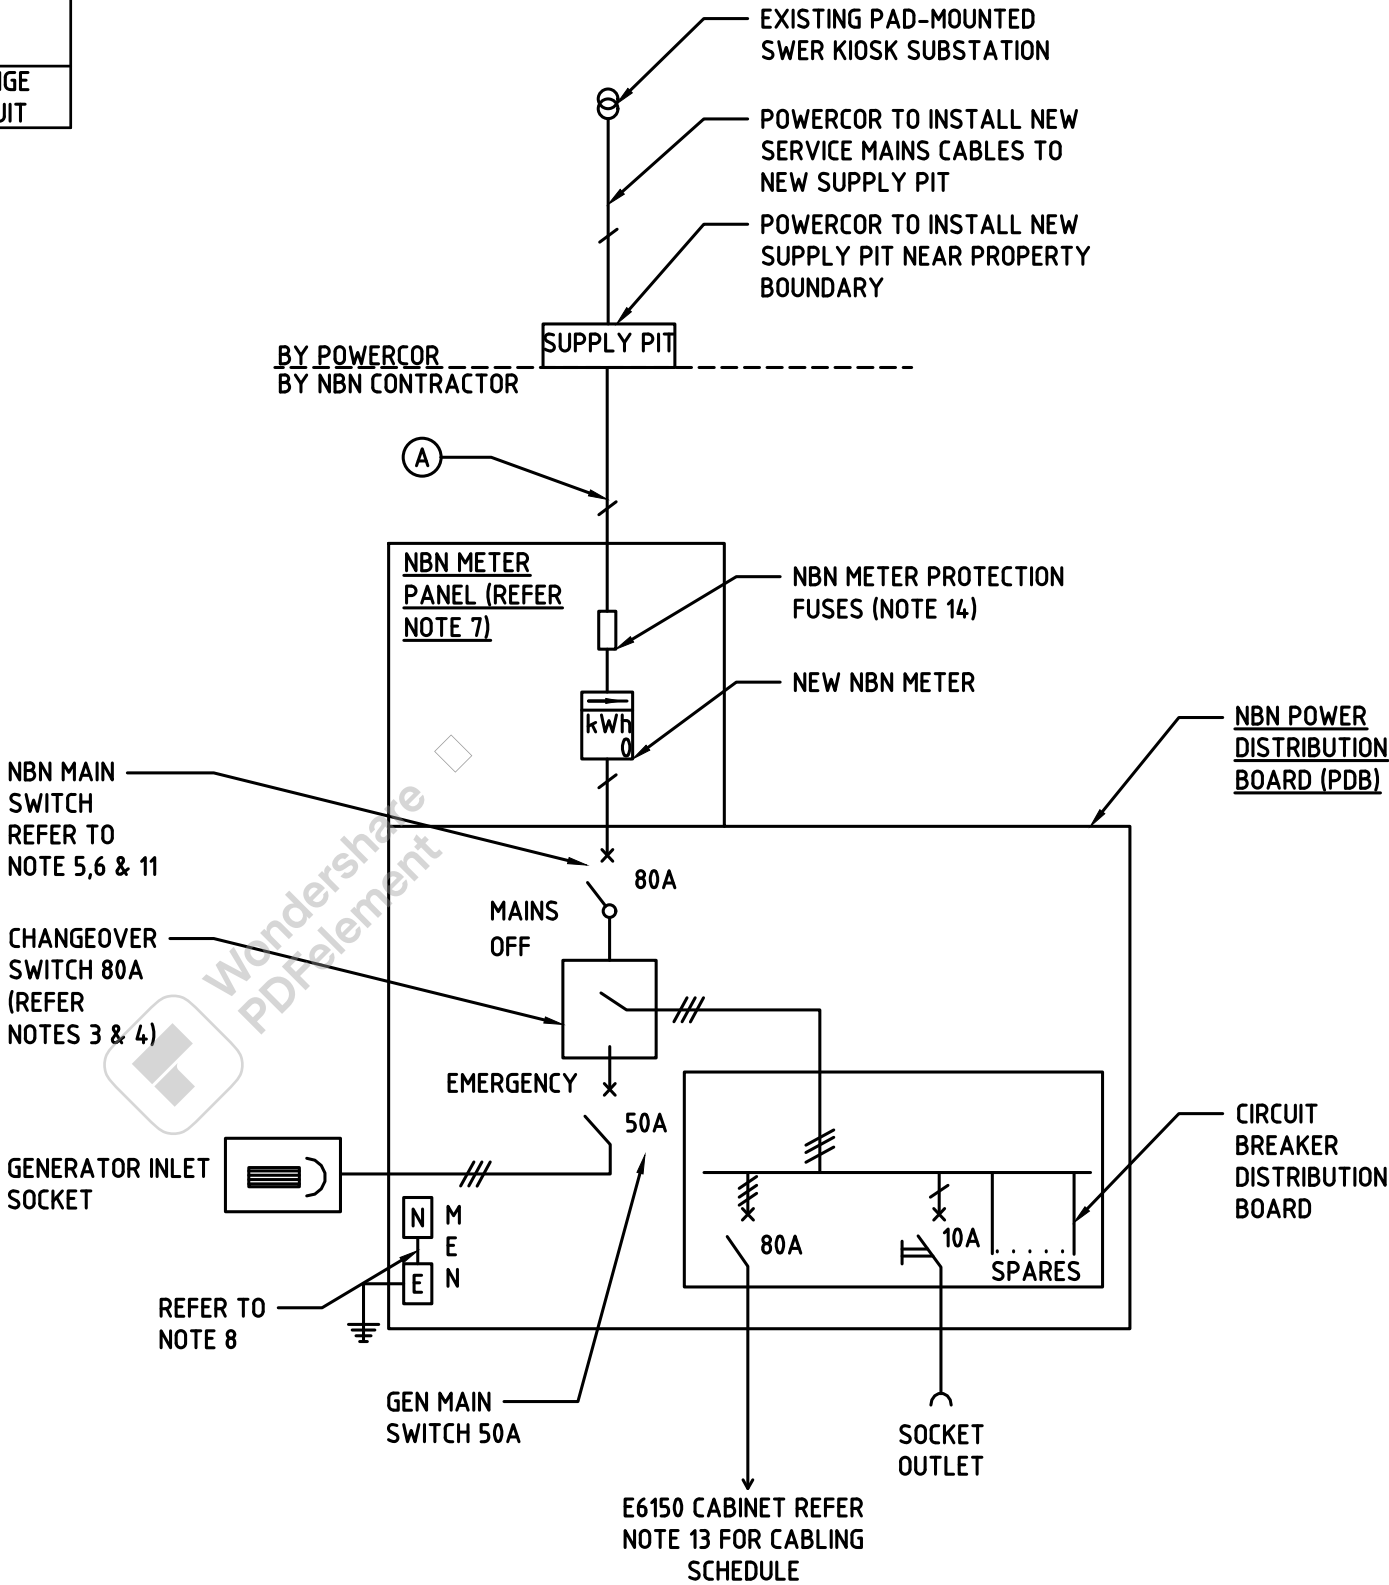 EXISTING PAD-MOUNTED
SWER KIOSK SUBSTATION
POWERCOR TO INSTALL NEW
SERVICE MAINS CABLES TO
NEW SUPPLY PIT
POWERCOR TO INSTALL NEW
SUPPLY PIT NEAR PROPERTY
BOUNDARY
SUPPLY PIT
BY POWERCOR
BY NBN CONTRACTOR
A
NBN METER
PANEL (REFER
NOTE 7)
NBN METER PROTECTION
FUSES (NOTE 14)
NEW NBN METER
kWh
0
NBN POWER
DISTRIBUTION
BOARD (PDB)
NBN MAIN
SWITCH
REFER TO
NOTE 5,6 & 11
80A
MAINS
OFF
CHANGEOVER
SWITCH 80A
(REFER
NOTES 3 & 4)
Wondershare
PDFelement
EMERGENCY
50A
CIRCUIT
BREAKER
DISTRIBUTION
BOARD
GENERATOR INLET
SOCKET
N
E
M
E
N
80A
10A
SPARES
REFER TO
NOTE 8
GEN MAIN
SWITCH 50A
SOCKET
OUTLET
E6150 CABINET REFER
NOTE 13 FOR CABLING
SCHEDULE